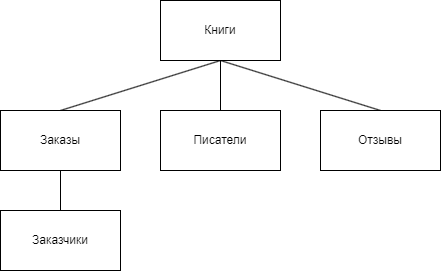 Книги
Заказы
Писатели
Отзывы
Заказчики